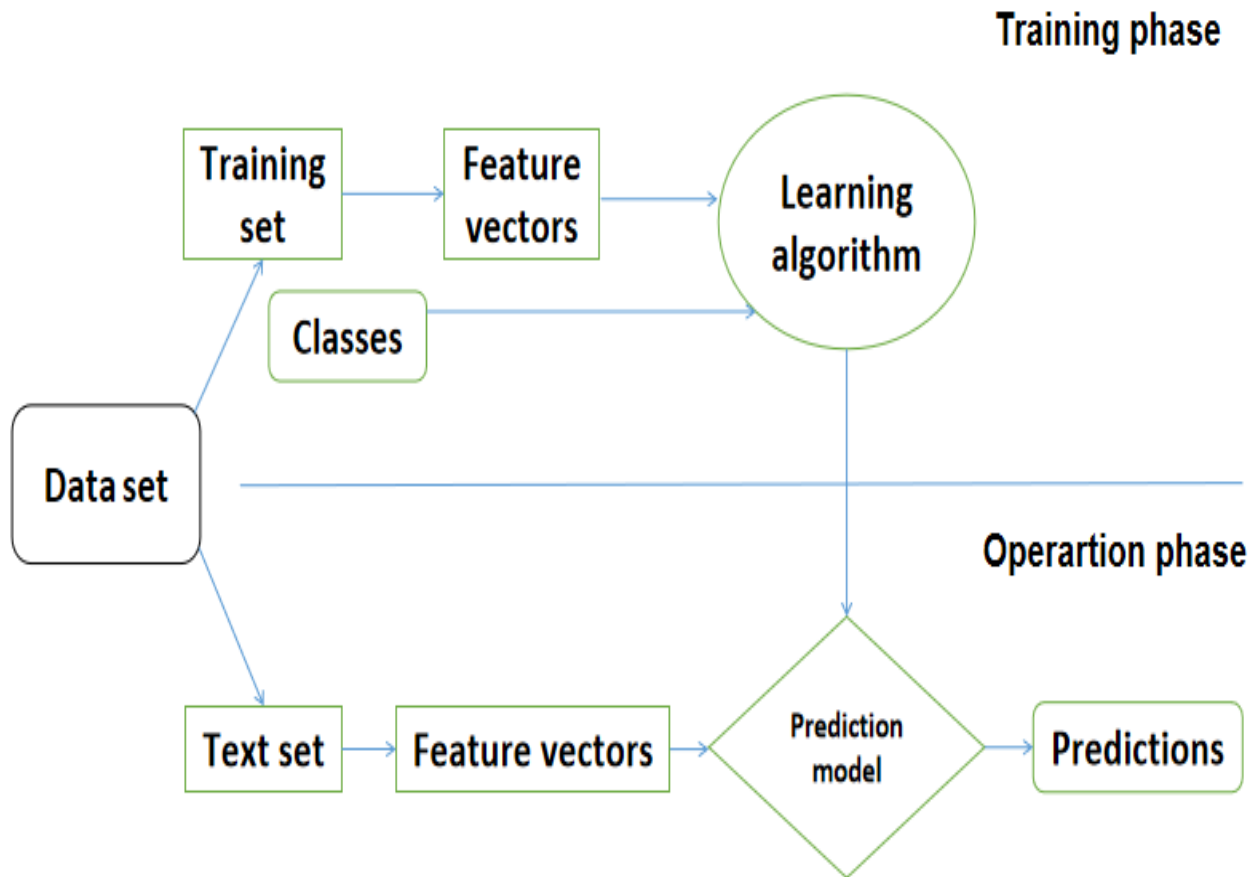 Training phase
Training
set
Feature
vectors
Learning
algorithm
Classes
Data set
Operartion phase
Text set
Feature vectors
Prediction
model
Predictions